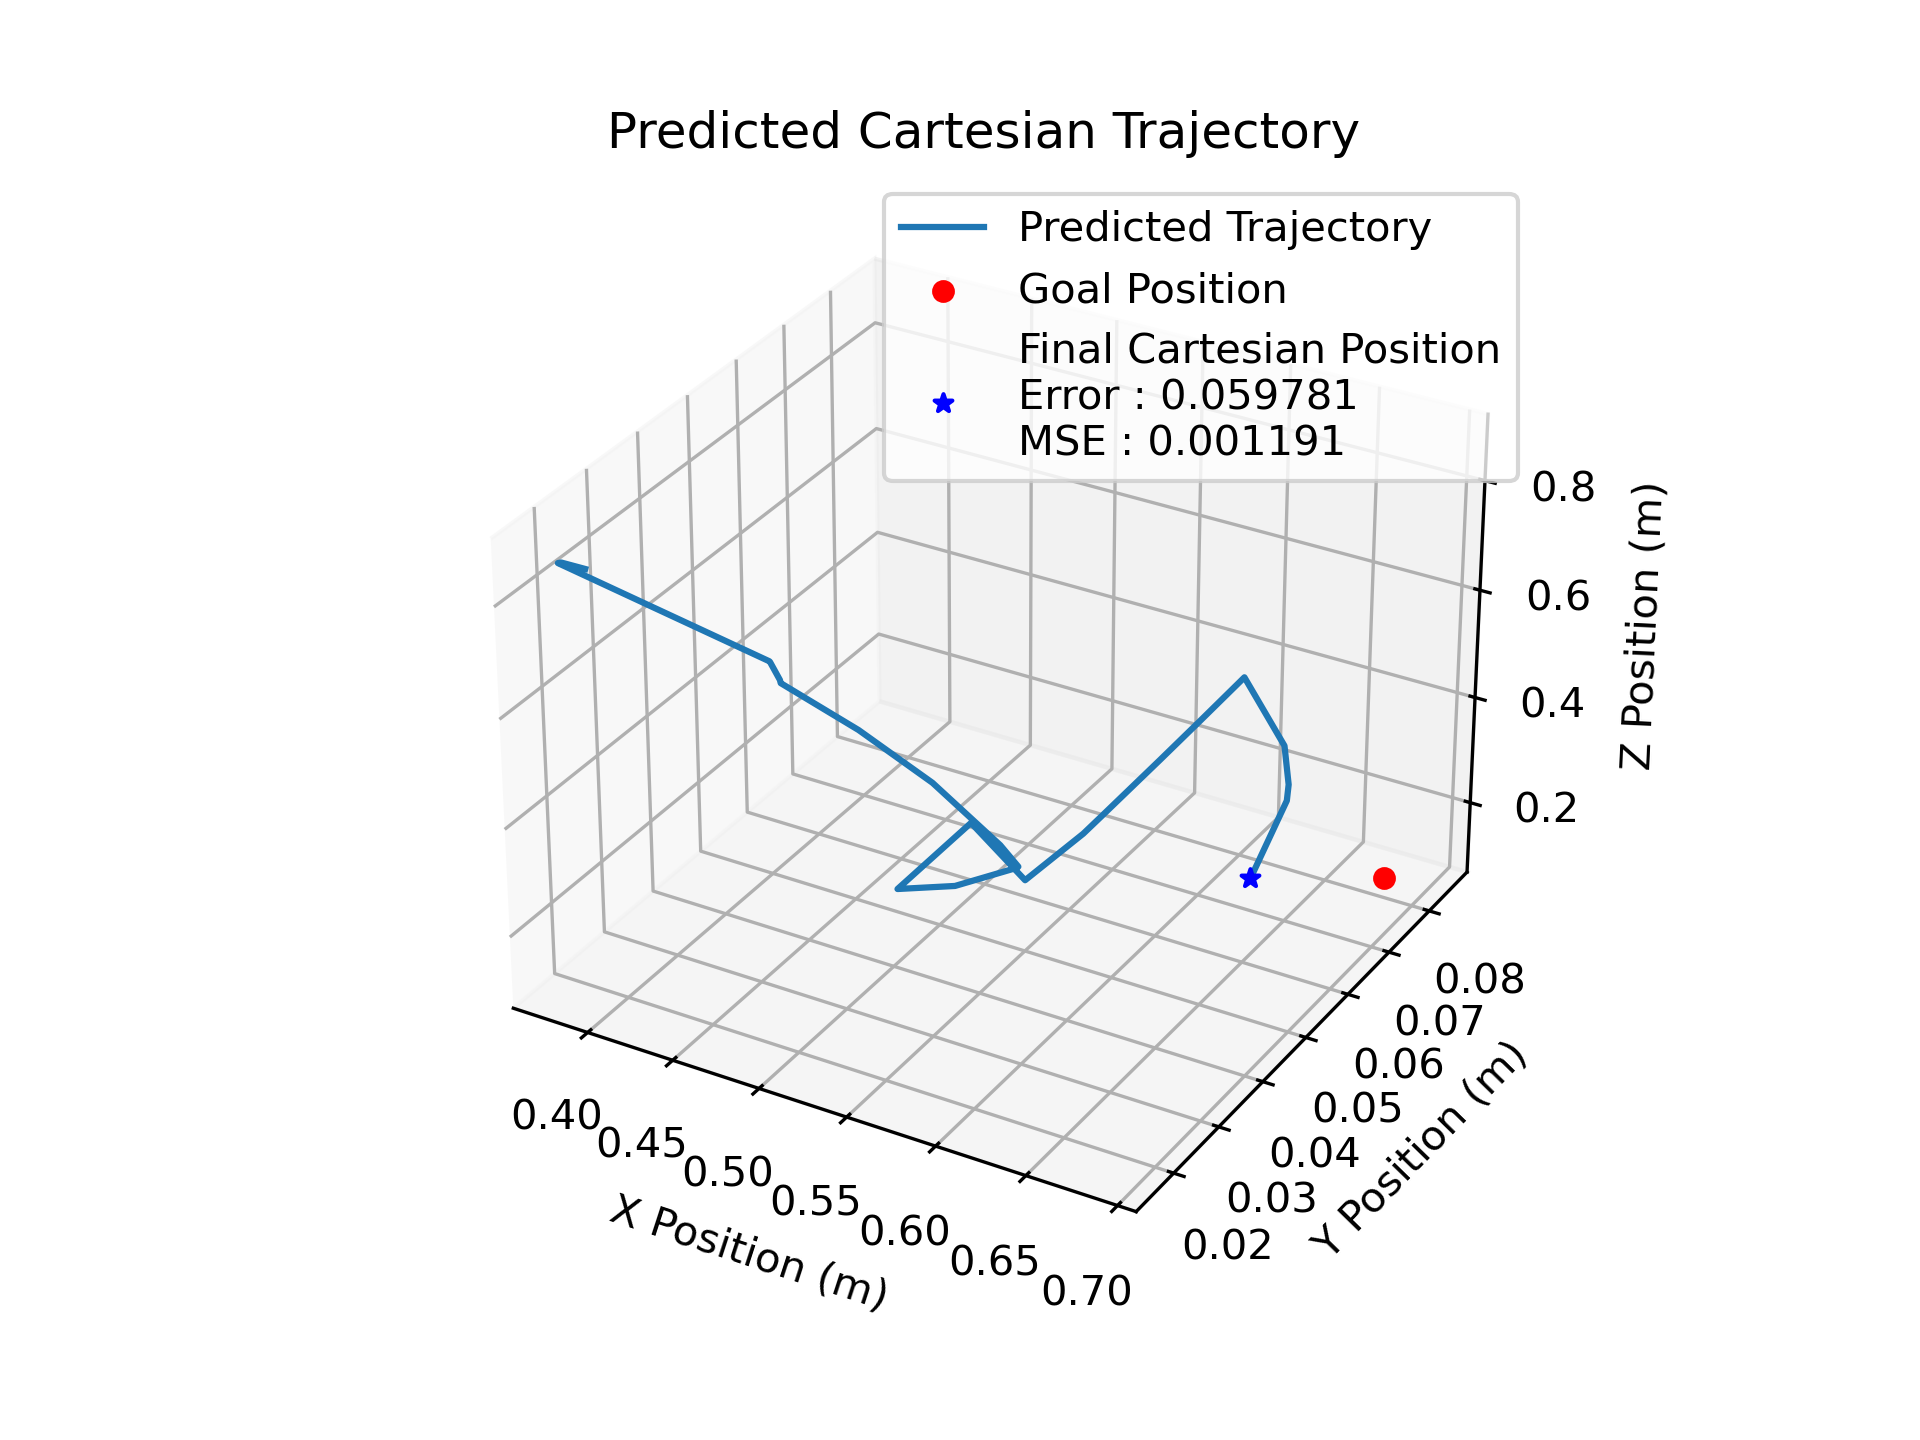 Predicted Cartesian Trajectory
Predicted Trajectory
Goal Position
Final Cartesian Position
Error : 0.059781
MSE : 0.001191
0.8
0.6
0.4
0.2
Z Position (m)
0.08
0.07
0.06
0.05
0.04
0.03
0.02
Y Position (m)
0.40
0.45
0.50
0.55
0.60
0.65
0.70
X Position (m)